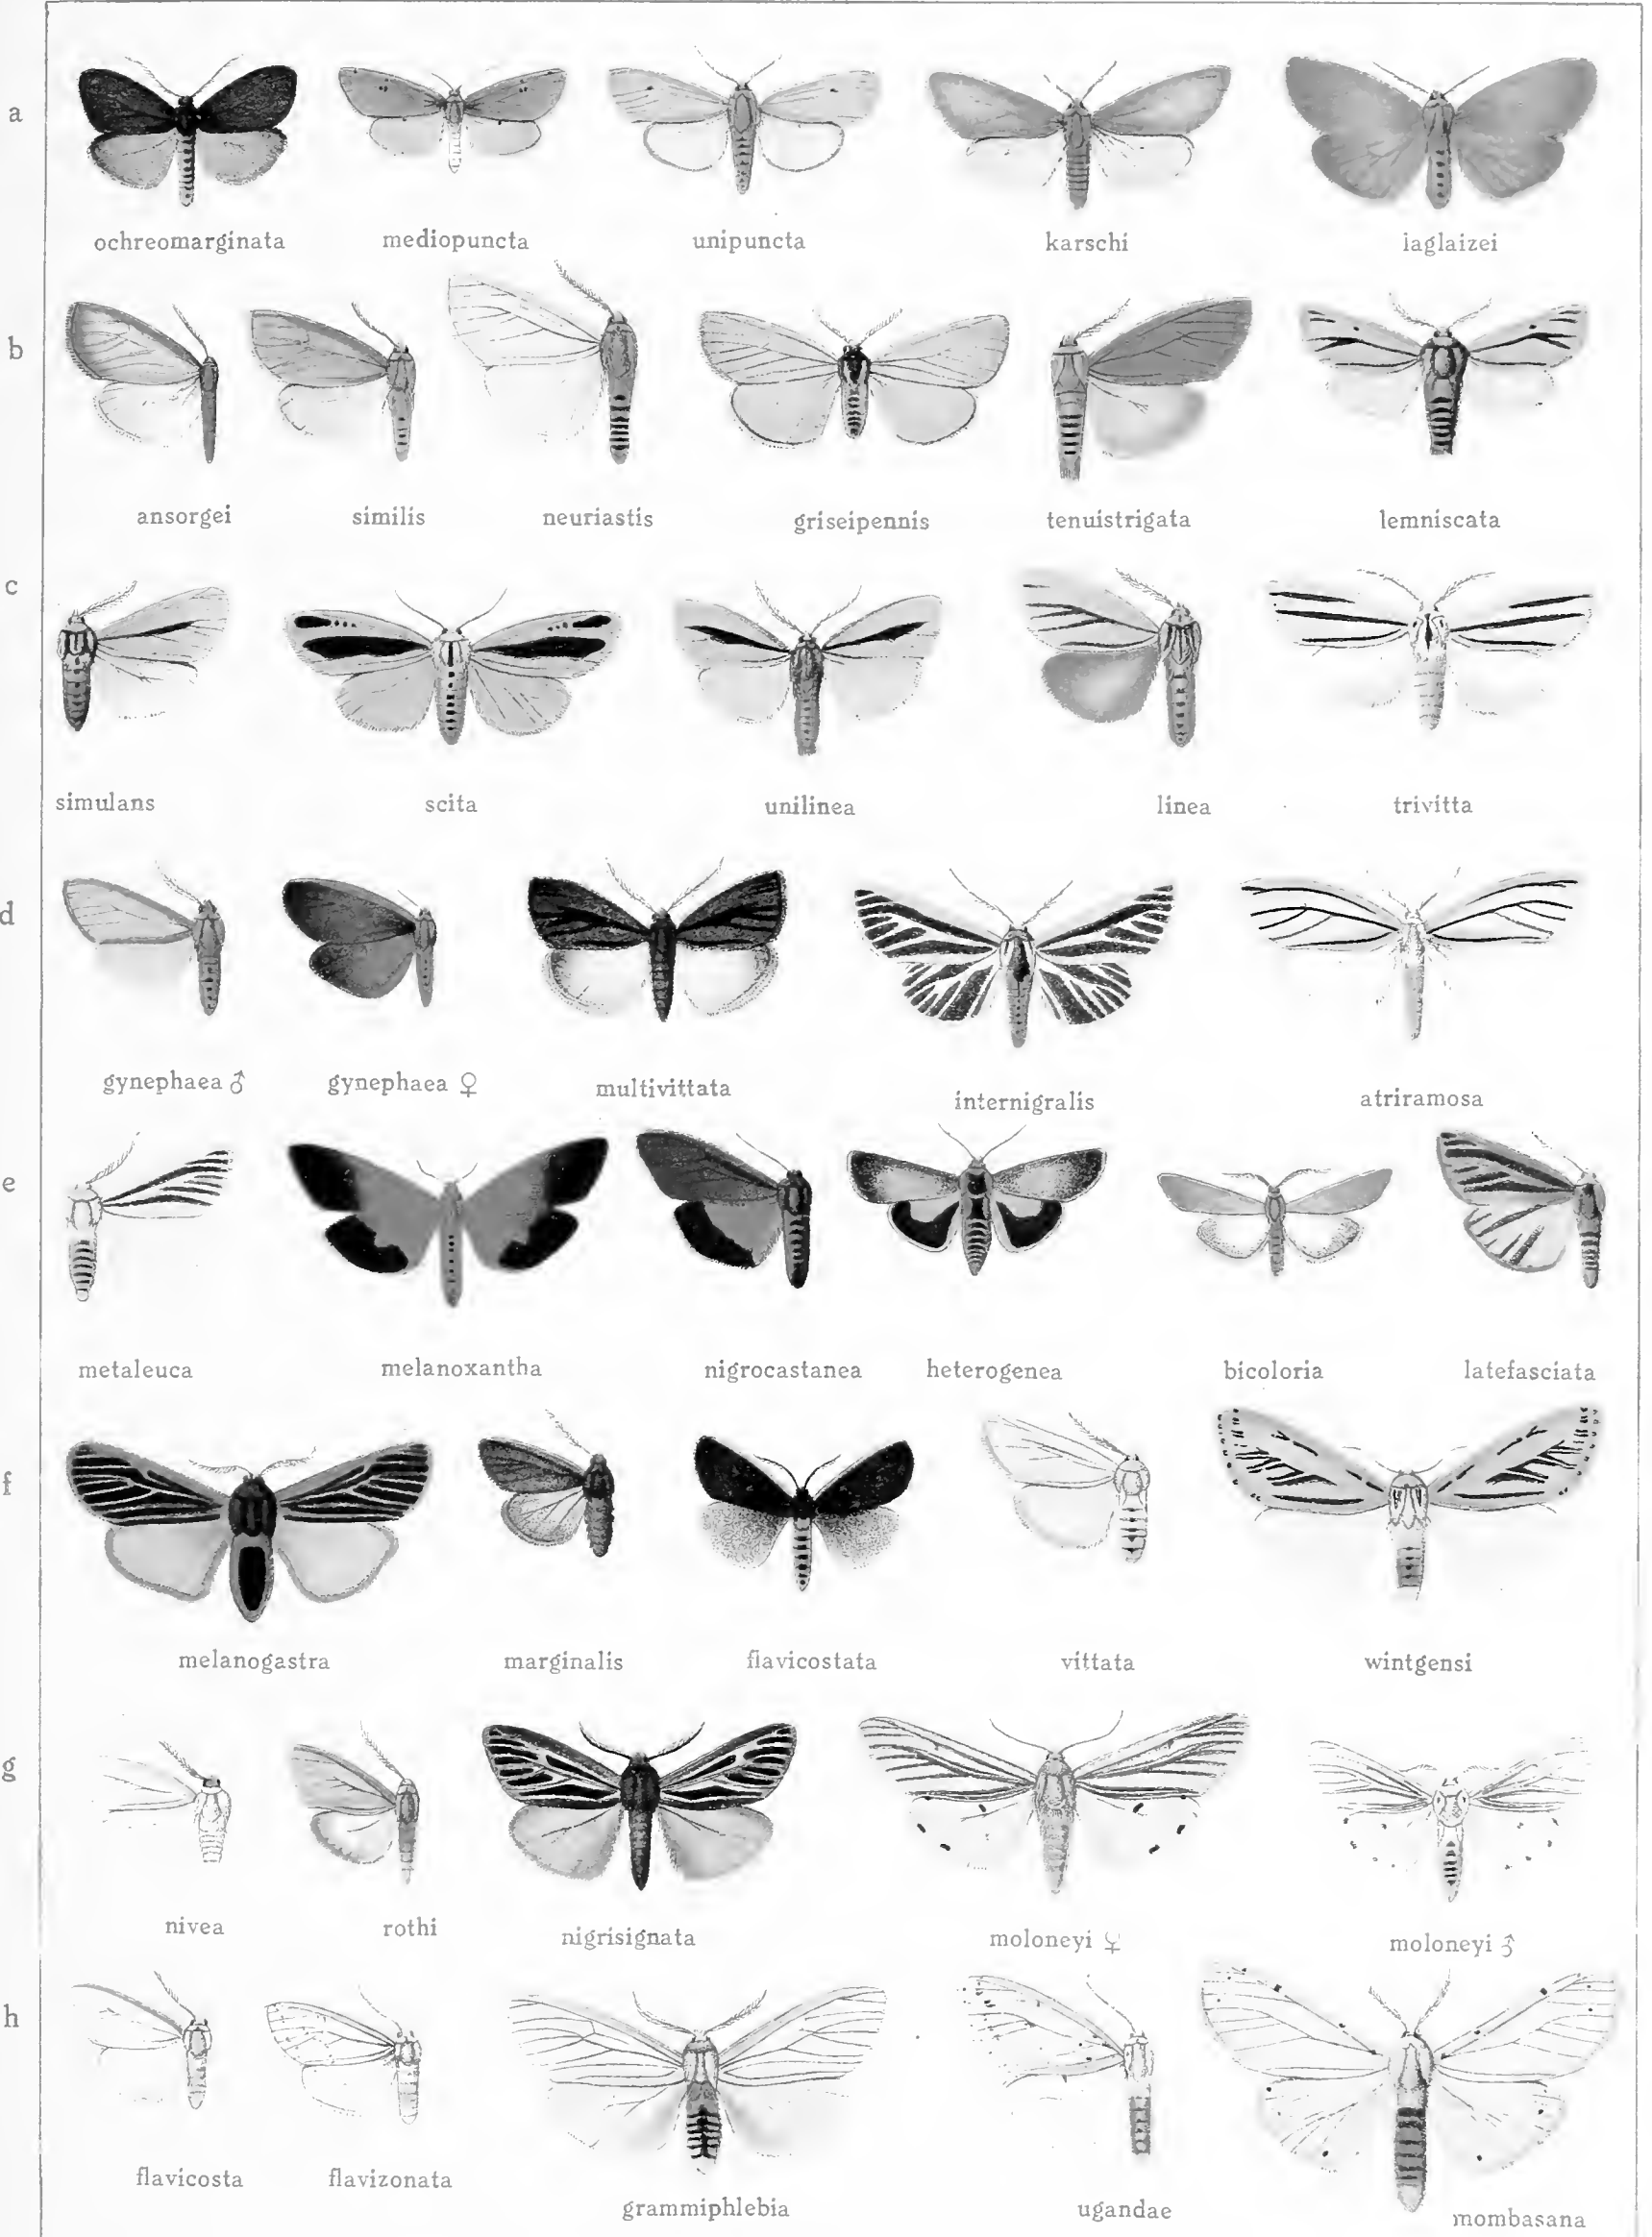 a
ochreomarginata mediopuncta unipuncta karschi iaglaizei
b
ansorgei similis neuriastis griseipennis tenuistrigata lemniscata
c
simulans scita unilinea linea trivitta
d
gynephaea ♂ gynephaea ♀ multivittata internigralis atriramosa
e
metaleuca melanoxantha nigrocastanea heterogenea bicoloria latefasciata
f
melanogastra marginalis flavicostata vittata wintgensi
g
nivea rothi nigrisignata moloneyi ♀ moloneyi ♂
h
flavicosta flavizonata grammiphlebia ugandae mombasana